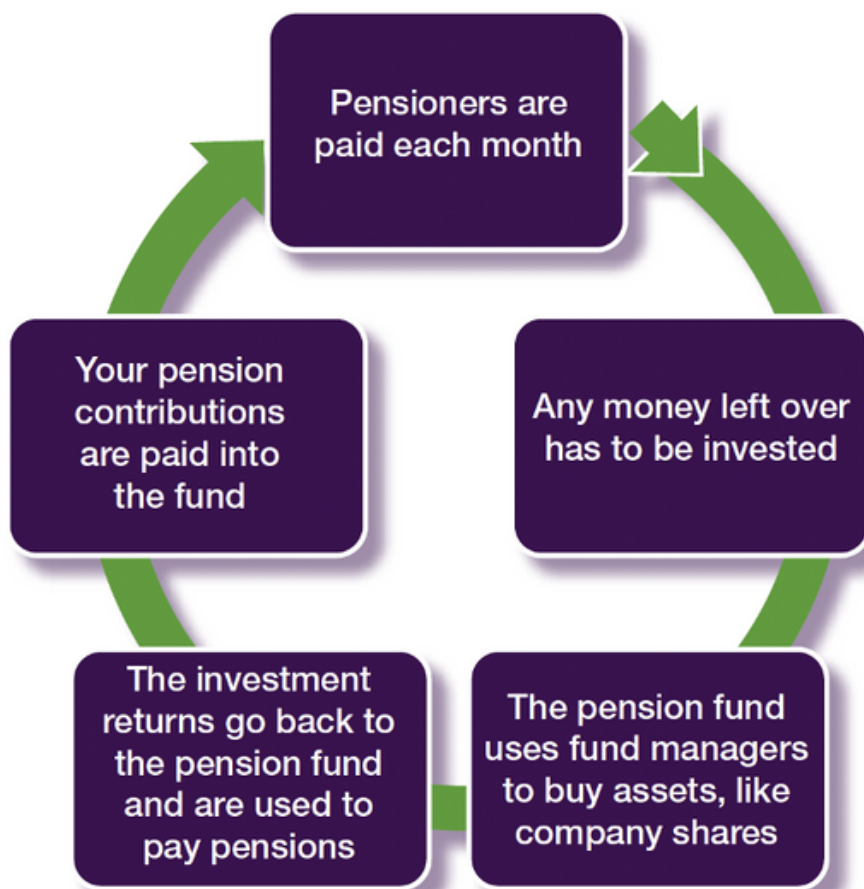 Pensioners are
paid each month
Any money left over
has to be invested
The pension fund
uses fund managers
to buy assets, like
company shares
The investment
returns go back to
the pension fund
and are used to
pay pensions
Your pension
contributions
are paid into
the fund